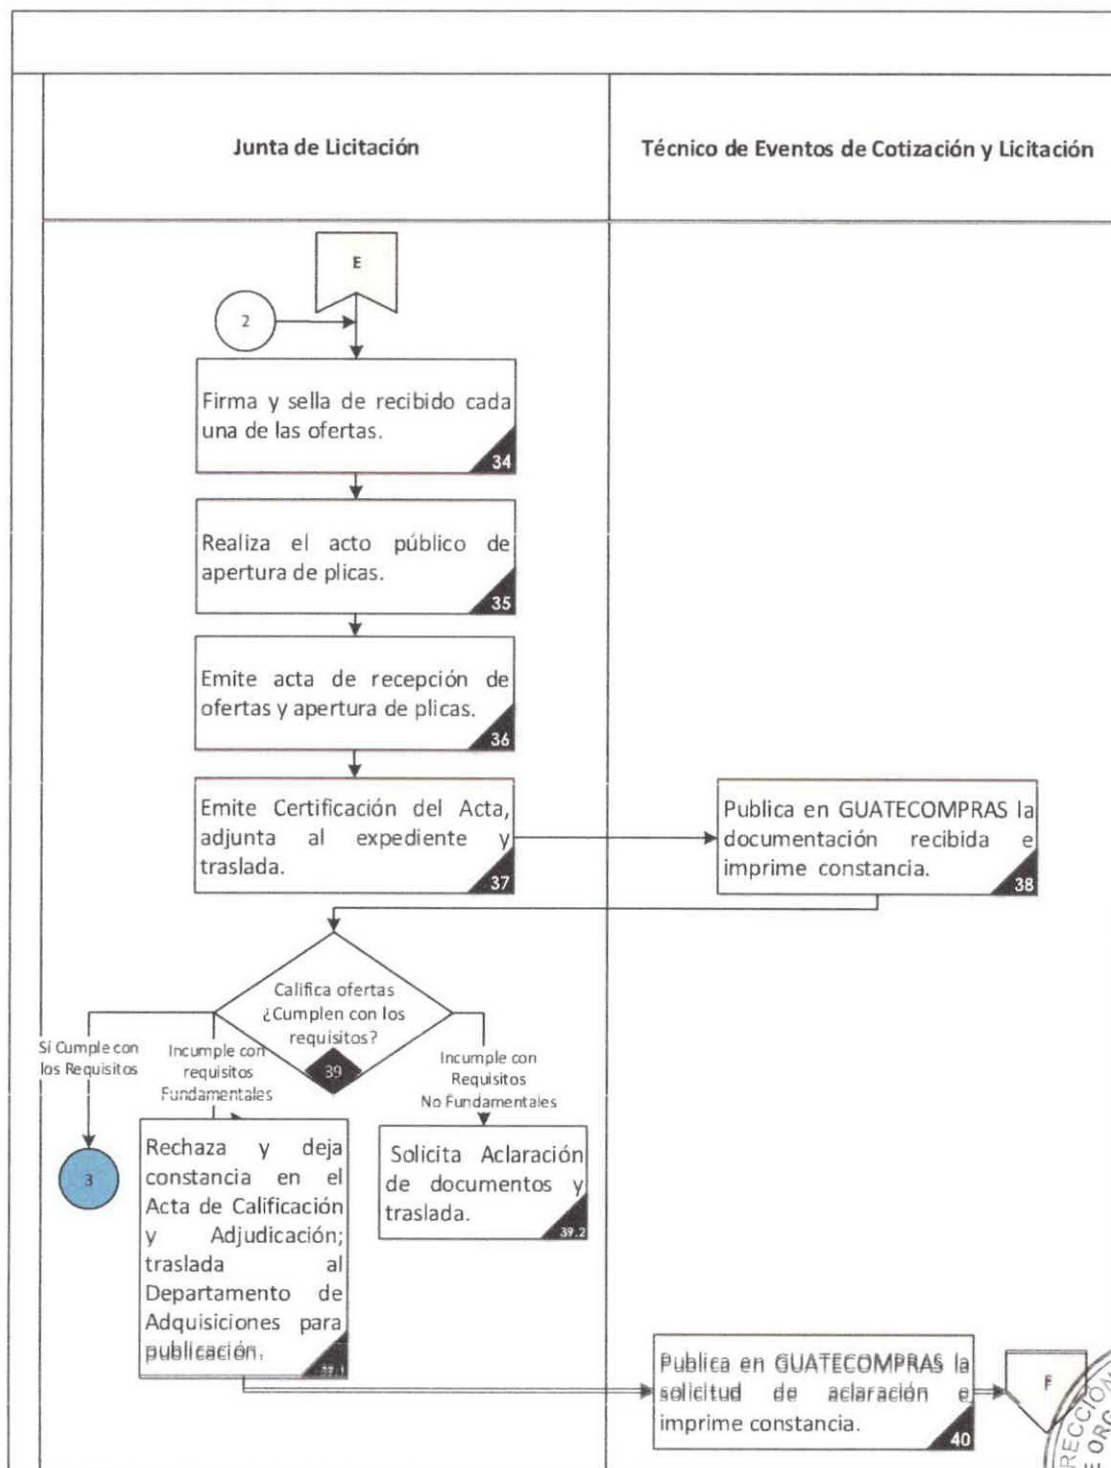 Junta de Licitación
Técnico de Eventos de Cotización y Licitación
E
2
Firma y sella de recibido cada
una de las ofertas.
34
Realiza el acto público de
apertura de plicas.
35
Emite acta de recepción de
ofertas y apertura de plicas.
36
Emite Certificación del Acta,
adjunta al expediente y
traslada.
37
Publica en GUATECOMPRAS la
documentación recibida e
imprime constancia.
38
Califica ofertas
¿Cumplen con los
requisitos?
39
Sí Cumple con
los Requisitos
Incumple con
requisitos
Fundamentales
Incumple con
Requisitos
No Fundamentales
3
Rechaza y deja
constancia en el
Acta de Calificación
y Adjudicación;
traslada al
Departamento de
Adquisiciones para
publicación.
39.1
Solicita Aclaración
de documentos y
traslada.
39.2
Publica en GUATECOMPRAS la
solicitud de aclaración e
imprime constancia.
40
F